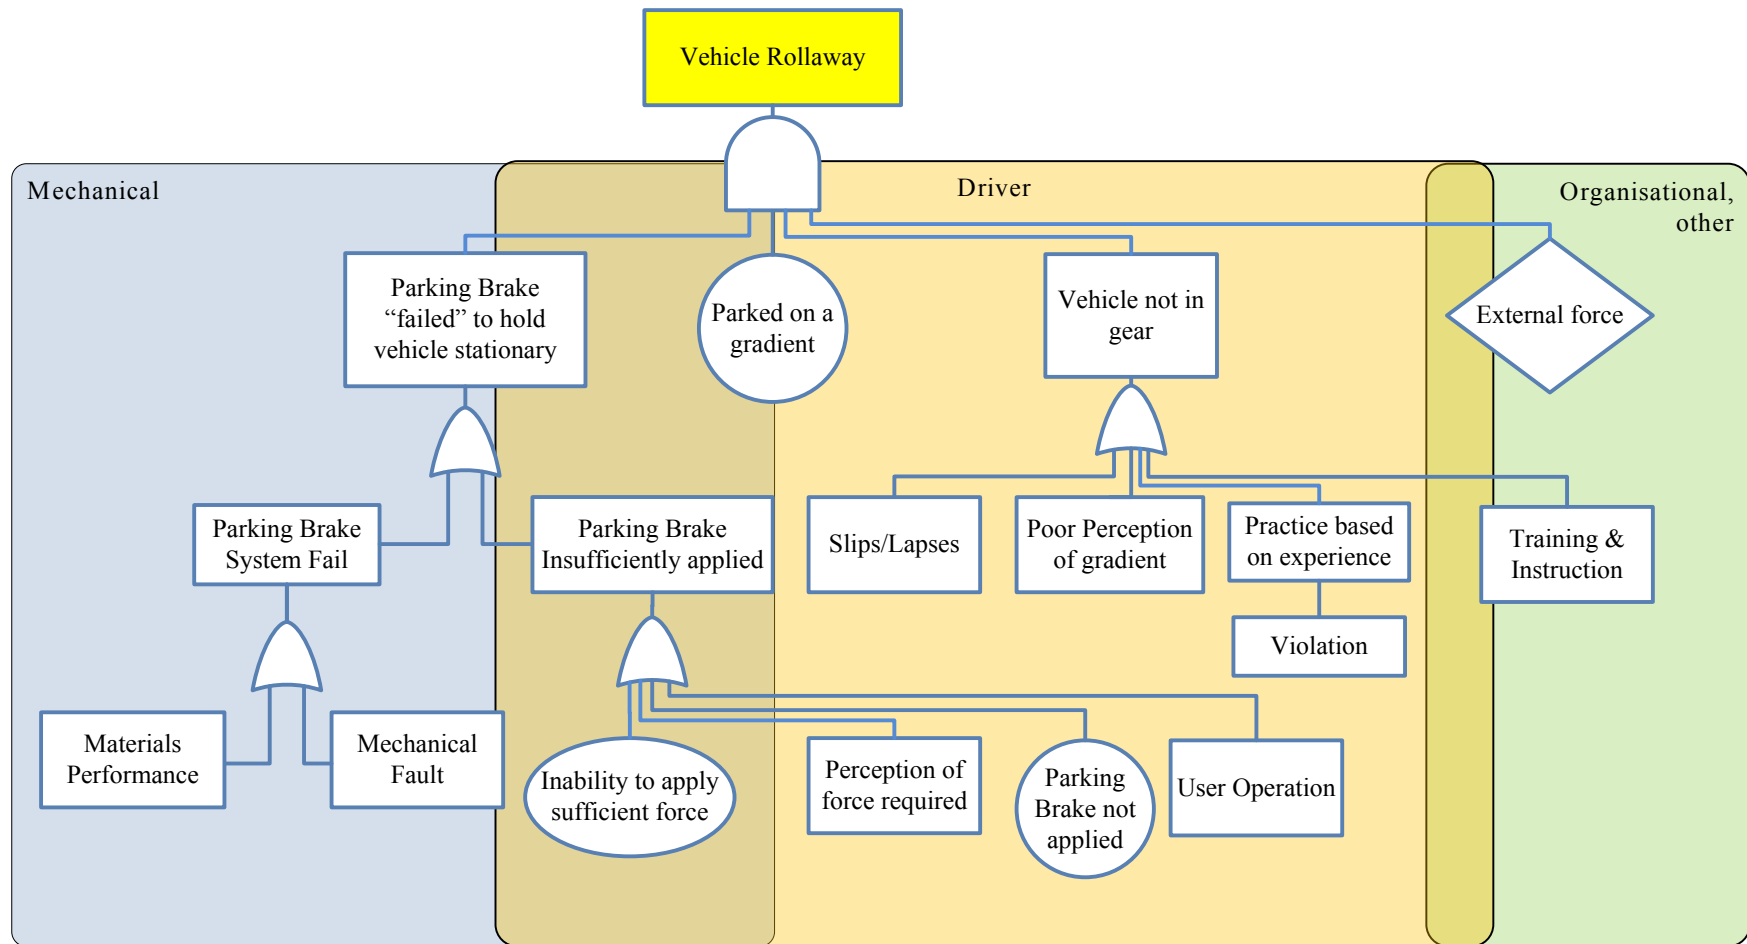 Vehicle Rollaway
Mechanical
Driver
Organisational,
other
Parking Brake
“failed” to hold
vehicle stationary
Parked on a
gradient
Vehicle not in
gear
External force
Parking Brake
System Fail
Parking Brake
Insufficiently applied
Slips/Lapses
Poor Perception
of gradient
Practice based
on experience
Training &
Instruction
Violation
Materials
Performance
Mechanical
Fault
Inability to apply
sufficient force
Perception of
force required
Parking
Brake not
applied
User Operation